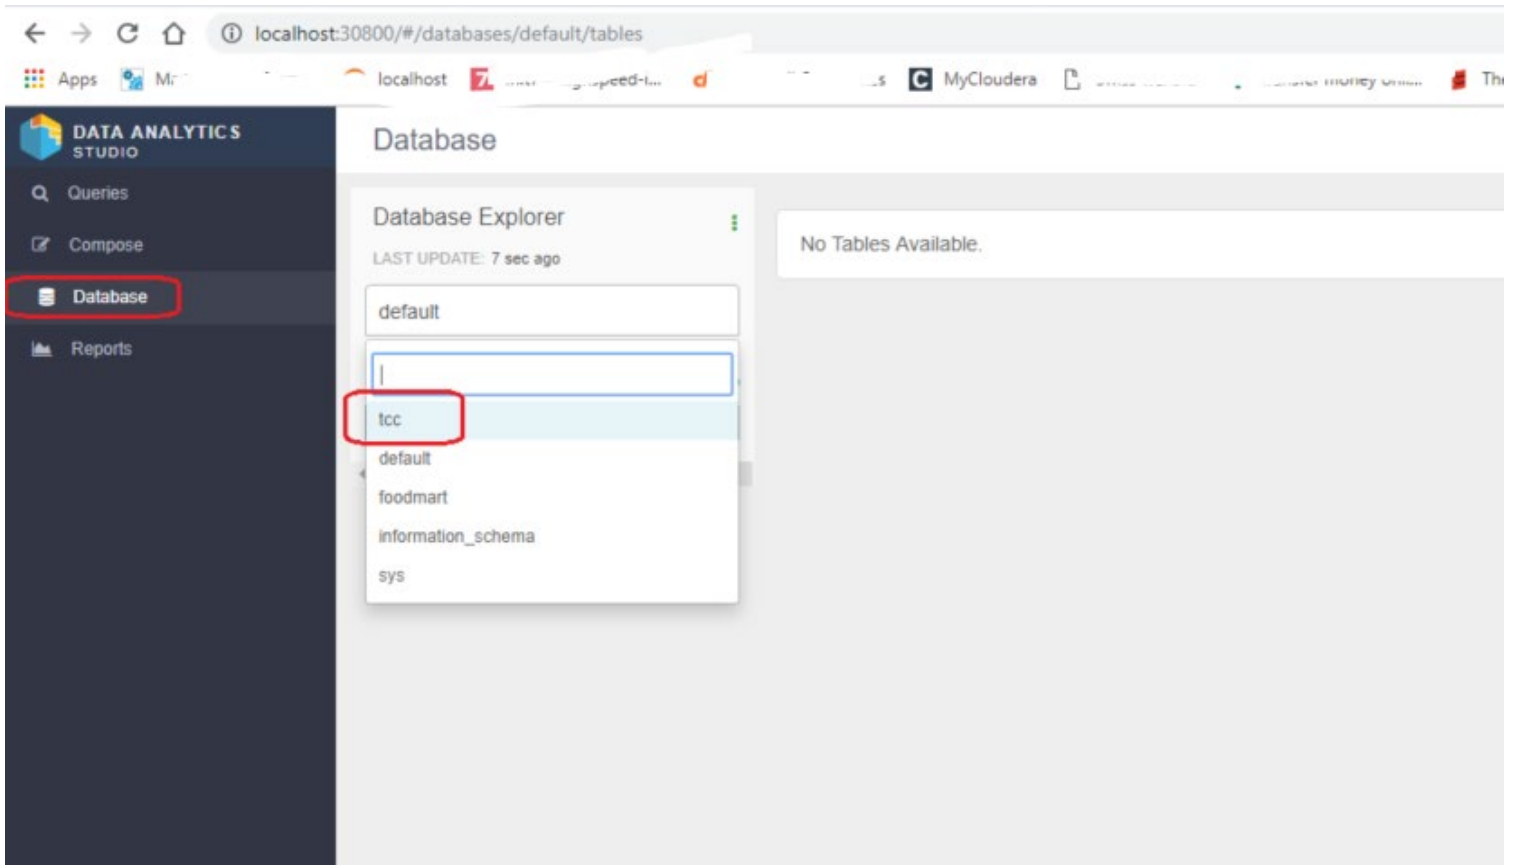 localhost:30800/#/databases/default/tables
Apps localhost MyCloudera The
DATA ANALYTICS
STUDIO
Database
Queries
Compose
Database
Reports
Database Explorer
LAST UPDATE: 7 sec ago
default
tcc
default
foodmart
information_schema
sys
No Tables Available.